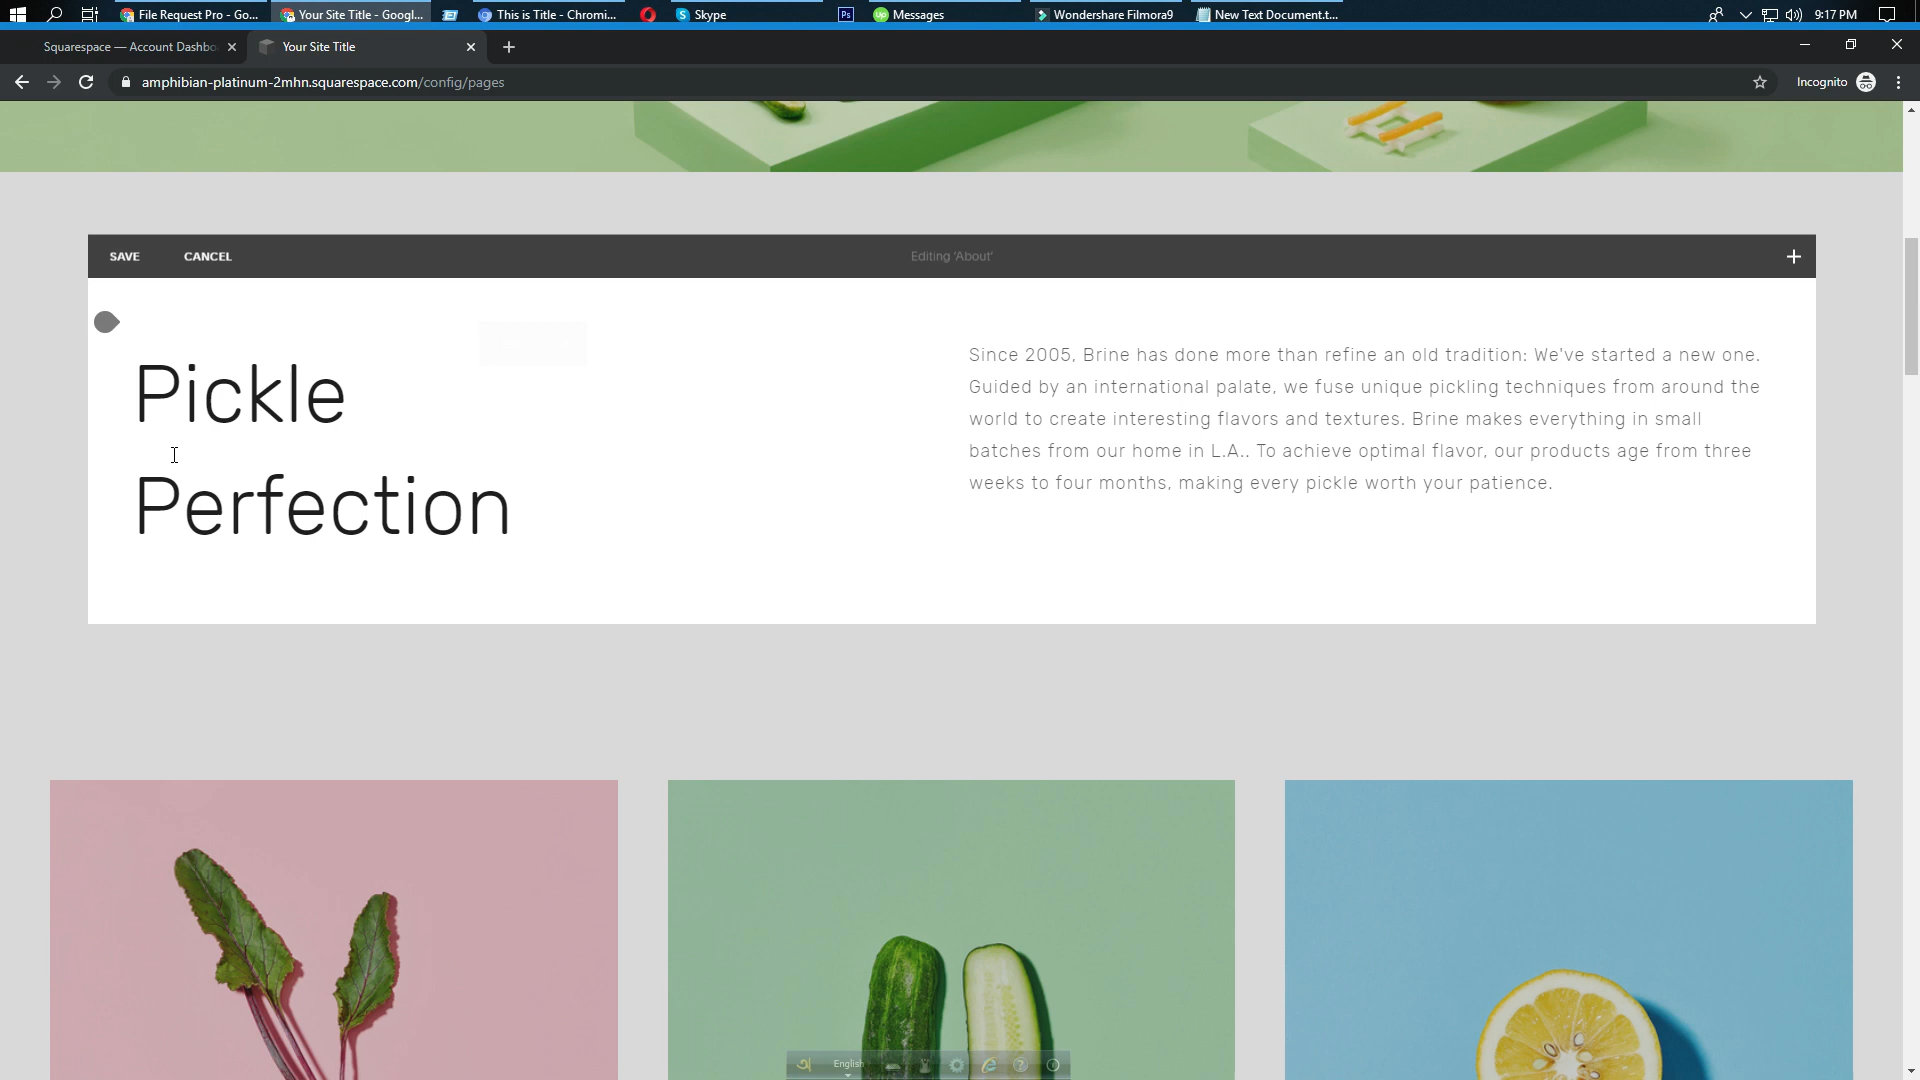 File Request Pro - Go...
Your Site Title - Googl...
This is Title - Chromi...
Skype
Ps
Up
Messages
Wondershare Filmora9
New Text Document.t...
9:17 PM
Squarespace — Account Dashbo
Your Site Title
amphibian-platinum-2mhn.squarespace.com/config/pages
Incognito
SAVE
CANCEL
Editing 'About'
Pickle
Perfection
Since 2005, Brine has done more than refine an old tradition: We've started a new one.
Guided by an international palate, we fuse unique pickling techniques from around the
world to create interesting flavors and textures. Brine makes everything in small
batches from our home in L.A.. To achieve optimal flavor, our products age from three
weeks to four months, making every pickle worth your patience.
English